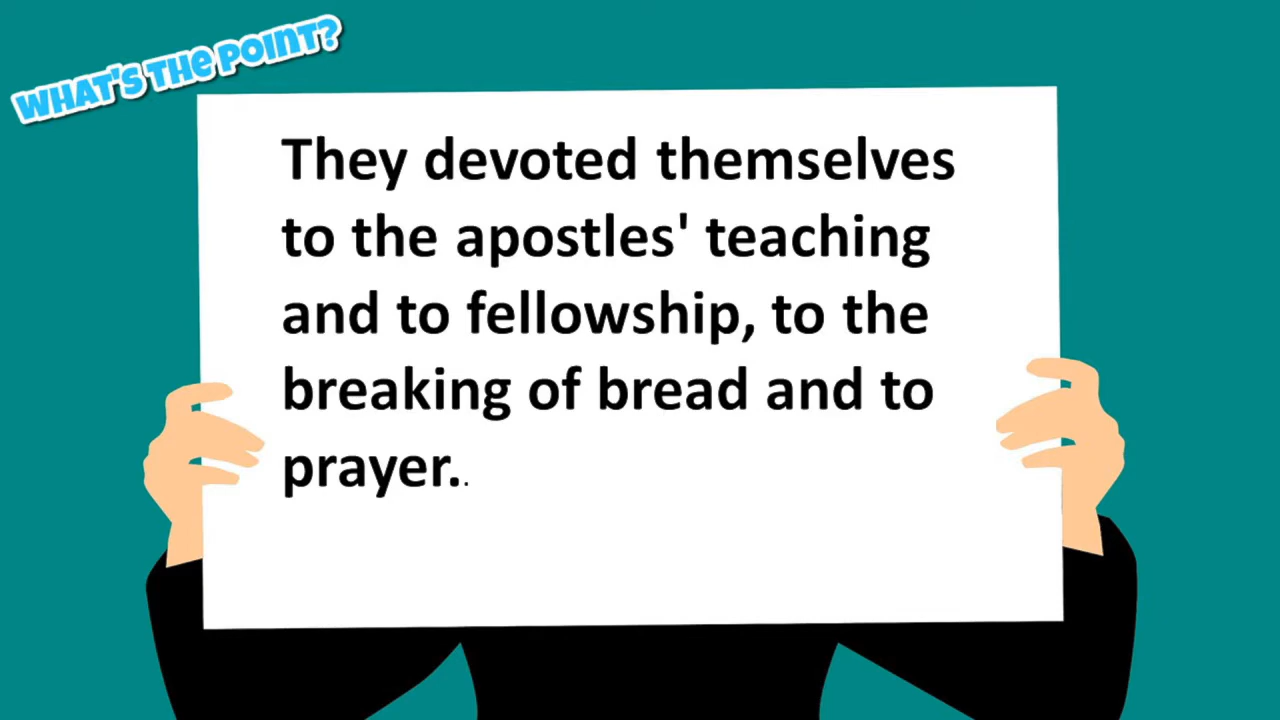 WHAT'S THE POINT?
They devoted themselves
to the apostles' teaching
and to fellowship, to the
breaking of bread and to
prayer..